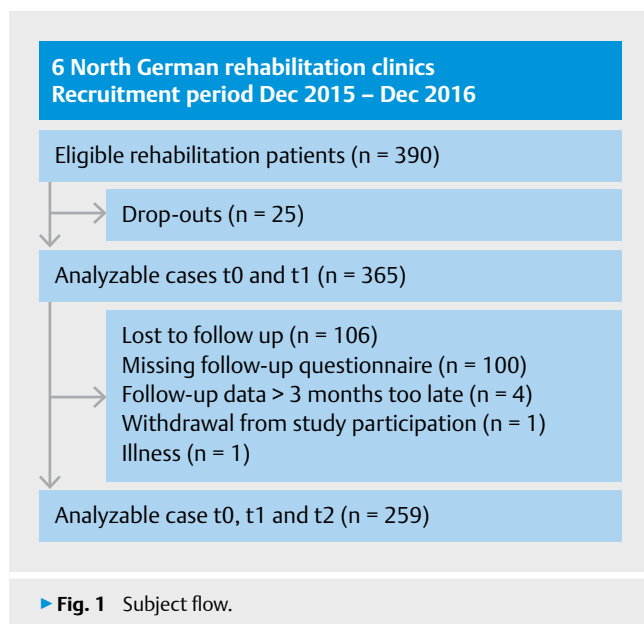 6 North German rehabilitation clinics
Recruitment period Dec 2015 – Dec 2016
Eligible rehabilitation patients (n = 390)
Drop-outs (n = 25)
Analyzable cases t0 and t1 (n = 365)
Lost to follow up (n = 106)
Missing follow-up questionnaire (n = 100)
Follow-up data > 3 months too late (n = 4)
Withdrawal from study participation (n = 1)
Illness (n = 1)
Analyzable case t0, t1 and t2 (n = 259)
▶ Fig. 1 Subject flow.